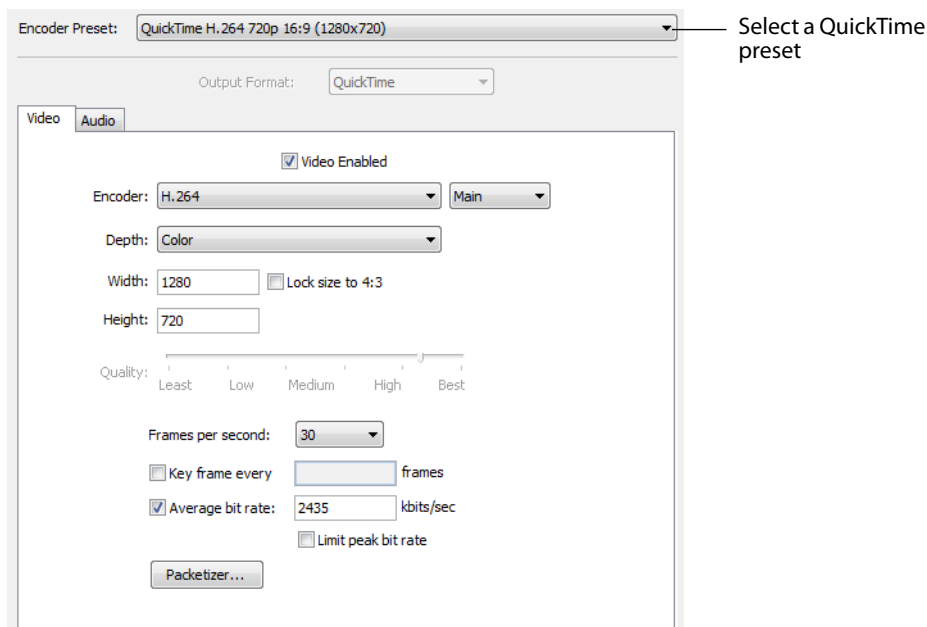 Encoder Preset: QuickTime H.264 720p 16:9 (1280x720)
Select a QuickTime
preset
Output Format: QuickTime
Video Audio
Video Enabled
Encoder: H.264 Main
Depth: Color
Width: 1280 Lock size to 4:3
Height: 720
Quality:
Least Low Medium High Best
Frames per second: 30
Key frame every frames
Average bit rate: 2435 kbits/sec
Limit peak bit rate
Packetizer...